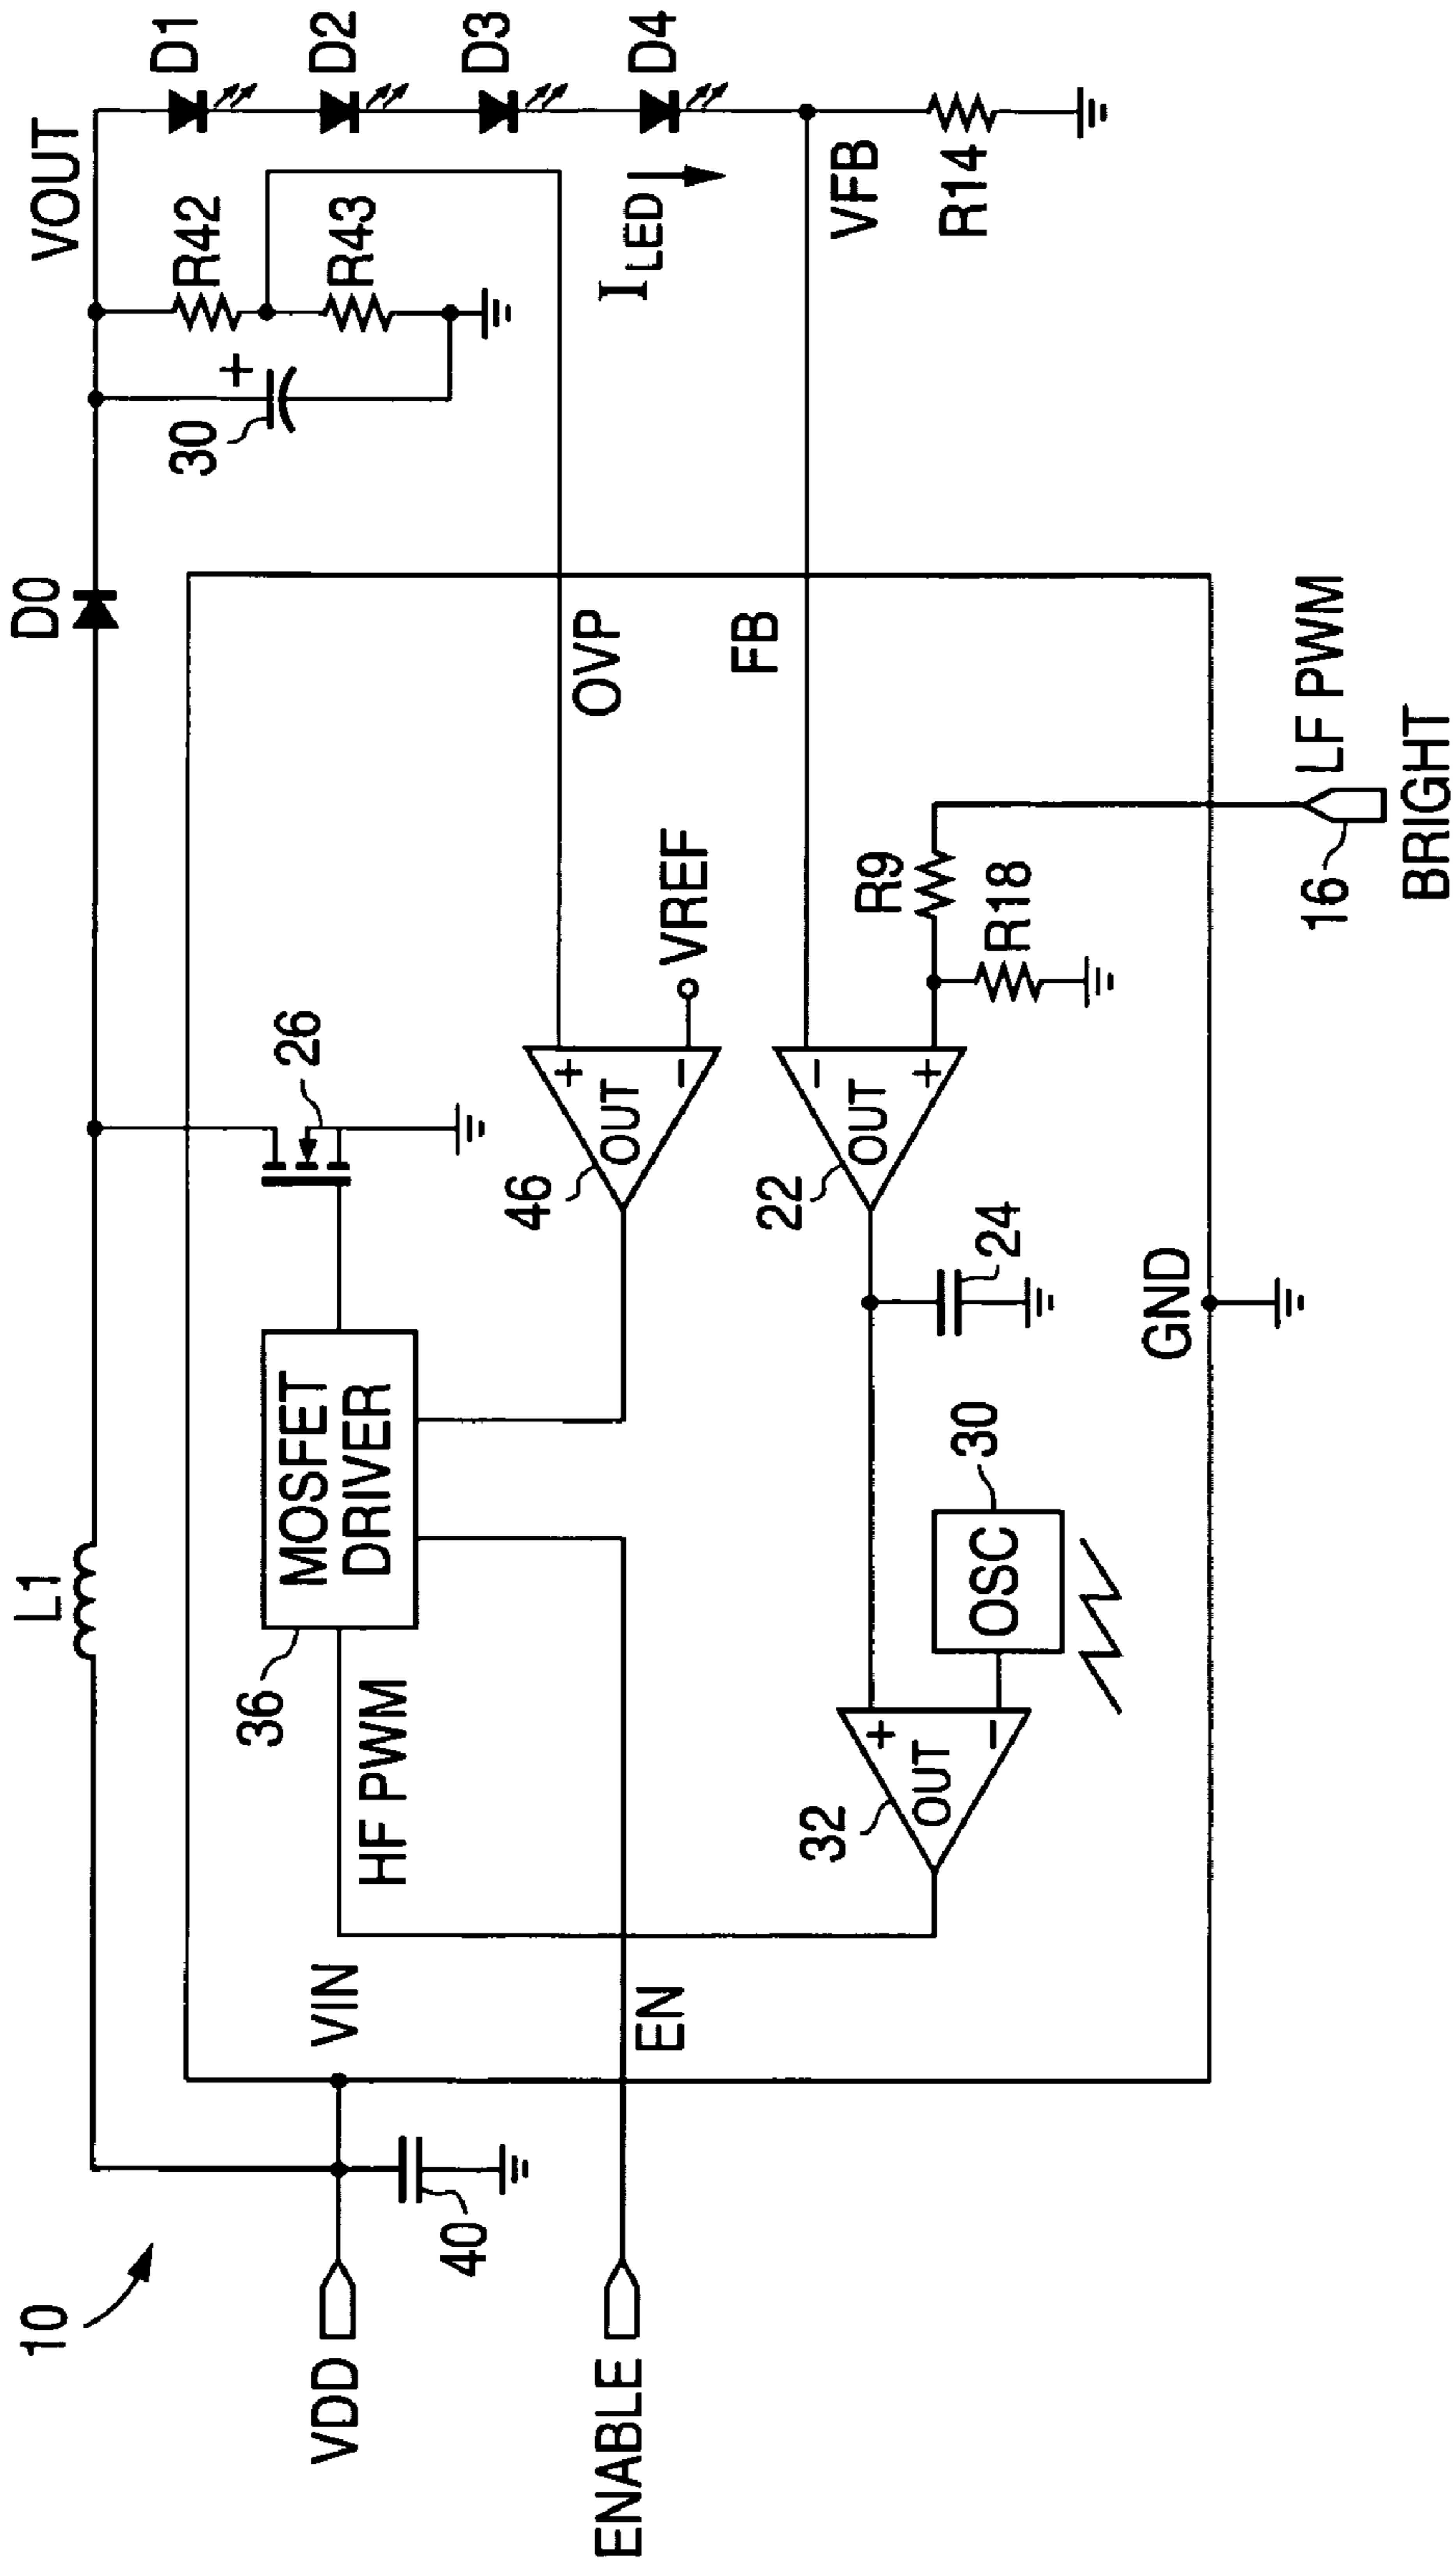 10
L1
D0
VOUT
D1
D2
D3
D4
R42
R43
30
+
I LED
VFB
R14
VDD
40
VIN
36
MOSFET
DRIVER
26
HF PWM
ENABLE
EN
46
OUT
+
−
VREF
OVP
FB
22
OUT
−
+
R9
R18
24
32
OUT
+
−
30
OSC
GND
LF PWM
16
BRIGHT